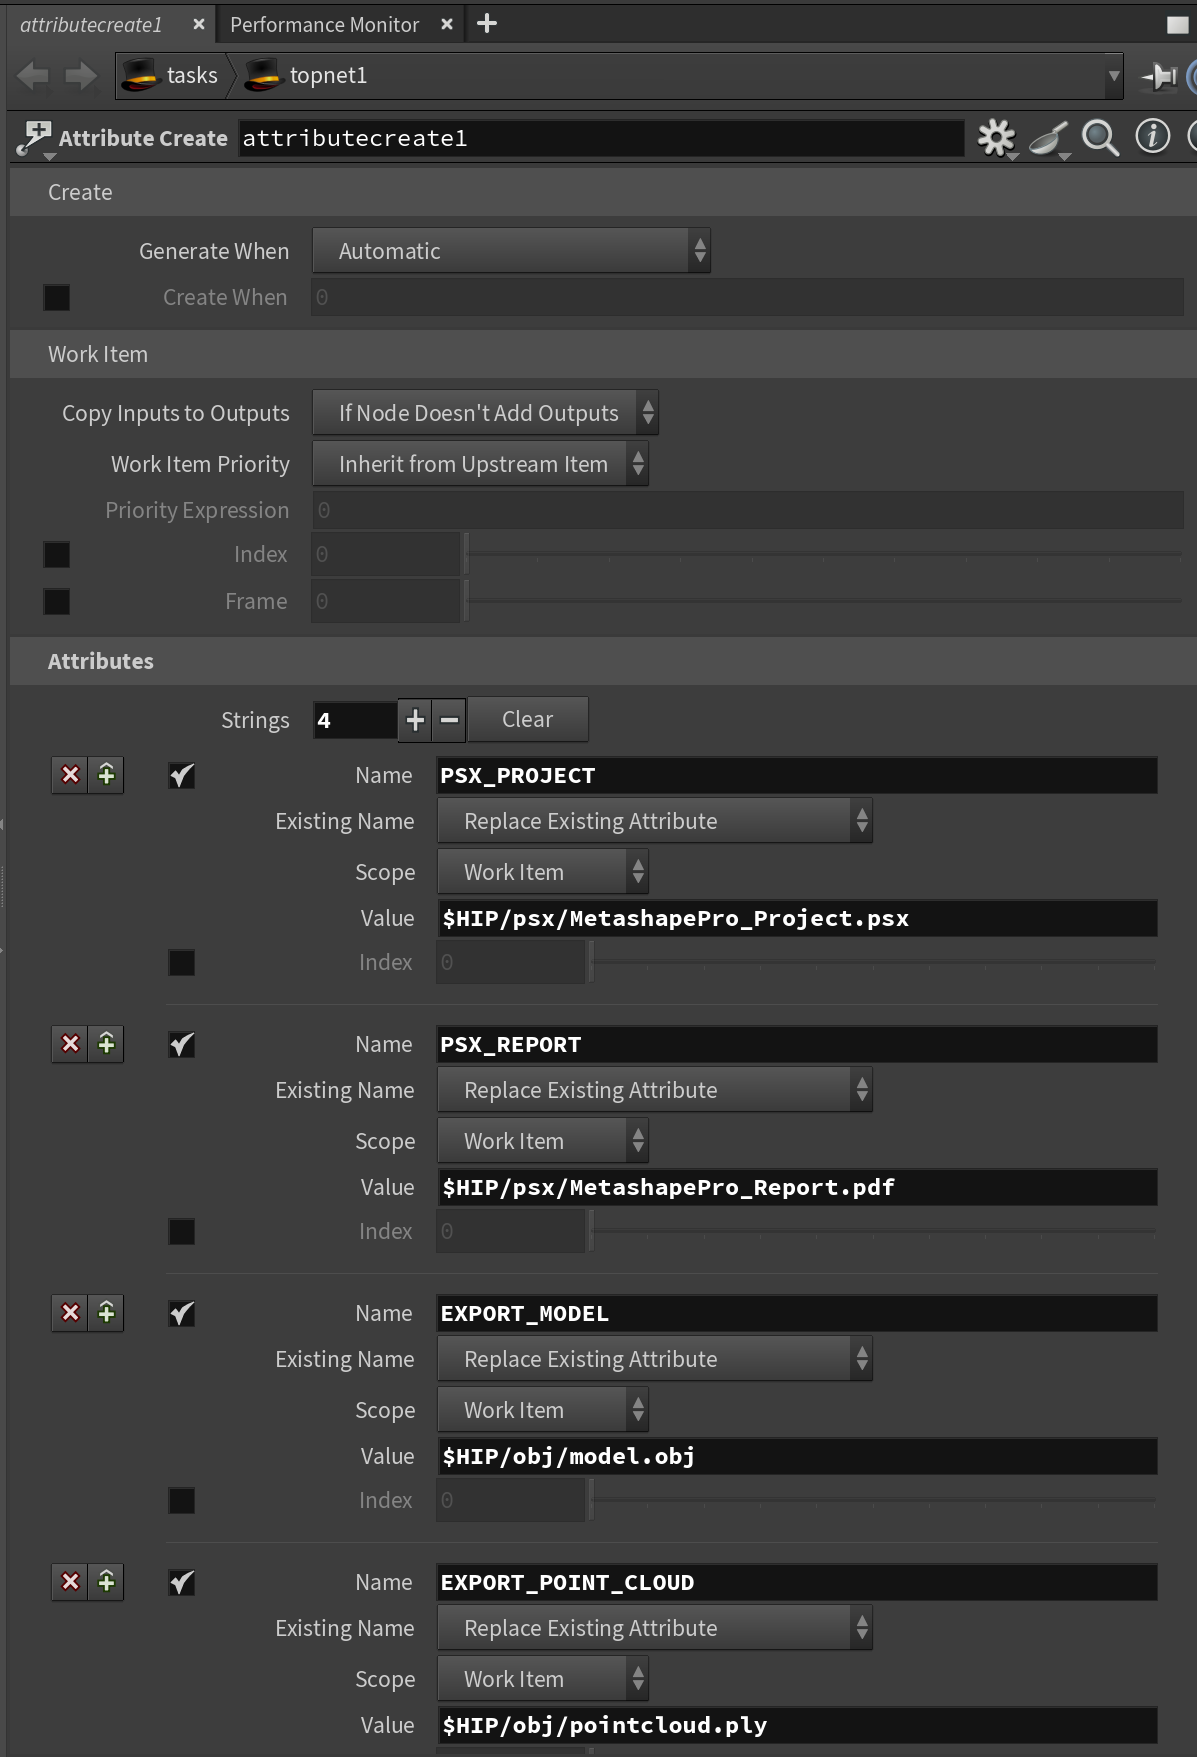 attributecreate1 Performance Monitor
tasks topnet1
Attribute Create attributecreate1
Create
Generate When Automatic
Create When 0
Work Item
Copy Inputs to Outputs If Node Doesn't Add Outputs
Work Item Priority Inherit from Upstream Item
Priority Expression 0
Index 0
Frame 0
Attributes
Strings 4 Clear
Name PSX_PROJECT
Existing Name Replace Existing Attribute
Scope Work Item
Value $HIP/psx/MetashapePro_Project.psx
Index 0
Name PSX_REPORT
Existing Name Replace Existing Attribute
Scope Work Item
Value $HIP/psx/MetashapePro_Report.pdf
Index 0
Name EXPORT_MODEL
Existing Name Replace Existing Attribute
Scope Work Item
Value $HIP/obj/model.obj
Index 0
Name EXPORT_POINT_CLOUD
Existing Name Replace Existing Attribute
Scope Work Item
Value $HIP/obj/pointcloud.ply